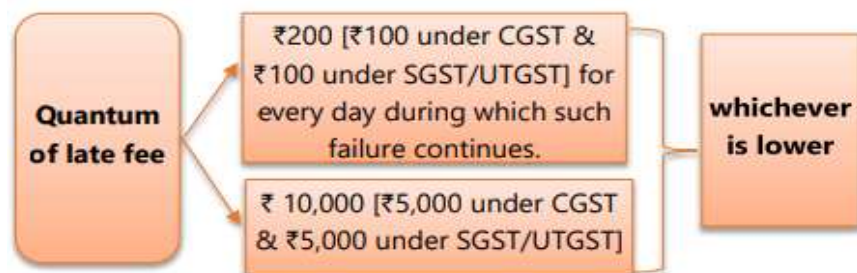 Quantum
of late fee
₹200 [₹100 under CGST &
₹100 under SGST/UTGST] for
every day during which such
failure continues.
₹ 10,000 [₹5,000 under CGST
& ₹5,000 under SGST/UTGST]
whichever
is lower